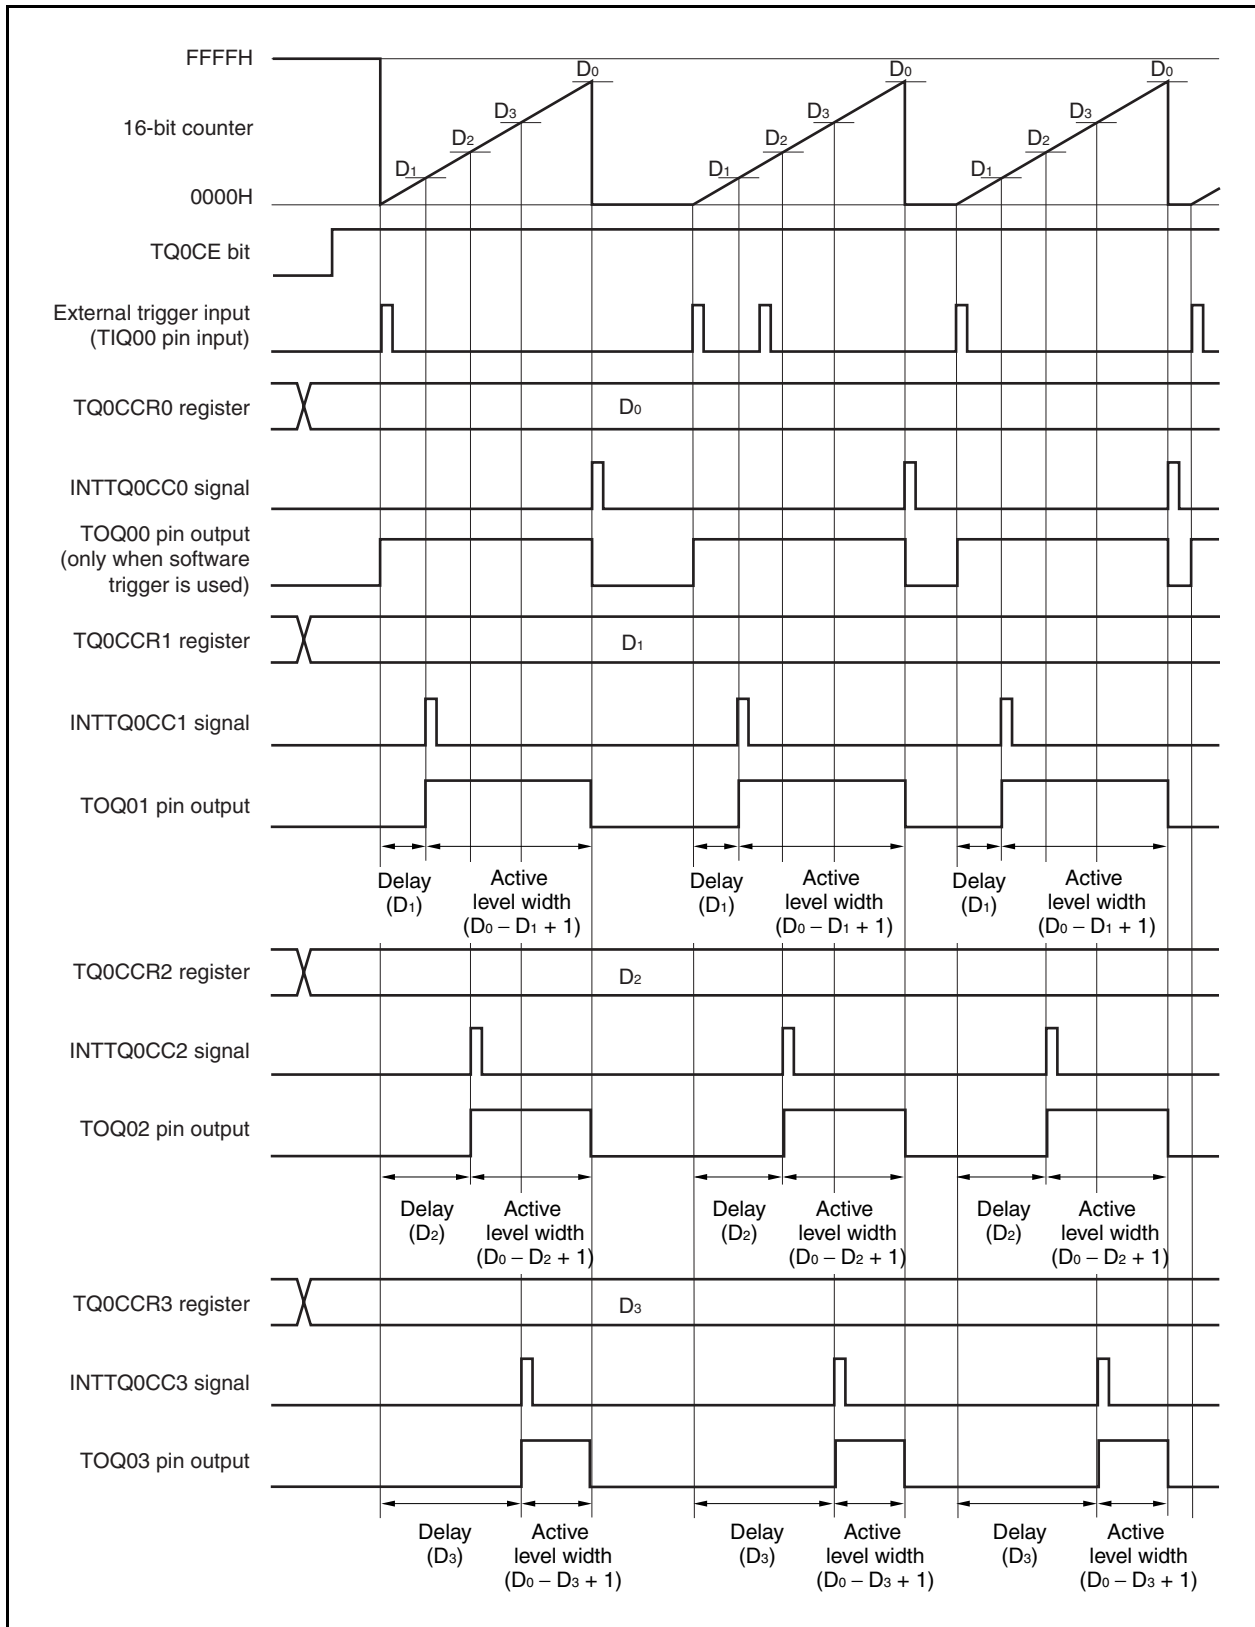 FFFFH
D0 D0 D0
D3 D3 D3
16-bit counter
D2 D2 D2
D1 D1 D1
0000H
TQ0CE bit
External trigger input
(TIQ00 pin input)
TQ0CCR0 register
D0
INTTQ0CC0 signal
TOQ00 pin output
(only when software
trigger is used)
TQ0CCR1 register
D1
INTTQ0CC1 signal
TOQ01 pin output
Delay Active Delay Active Delay Active
(D1) level width (D1) level width (D1) level width
(D0 – D1 + 1) (D0 – D1 + 1) (D0 – D1 + 1)
TQ0CCR2 register
D2
INTTQ0CC2 signal
TOQ02 pin output
Delay Active Delay Active Delay Active
(D2) level width (D2) level width (D2) level width
(D0 – D2 + 1) (D0 – D2 + 1) (D0 – D2 + 1)
TQ0CCR3 register
D3
INTTQ0CC3 signal
TOQ03 pin output
Delay Active Delay Active Delay Active
(D3) level width (D3) level width (D3) level width
(D0 – D3 + 1) (D0 – D3 + 1) (D0 – D3 + 1)